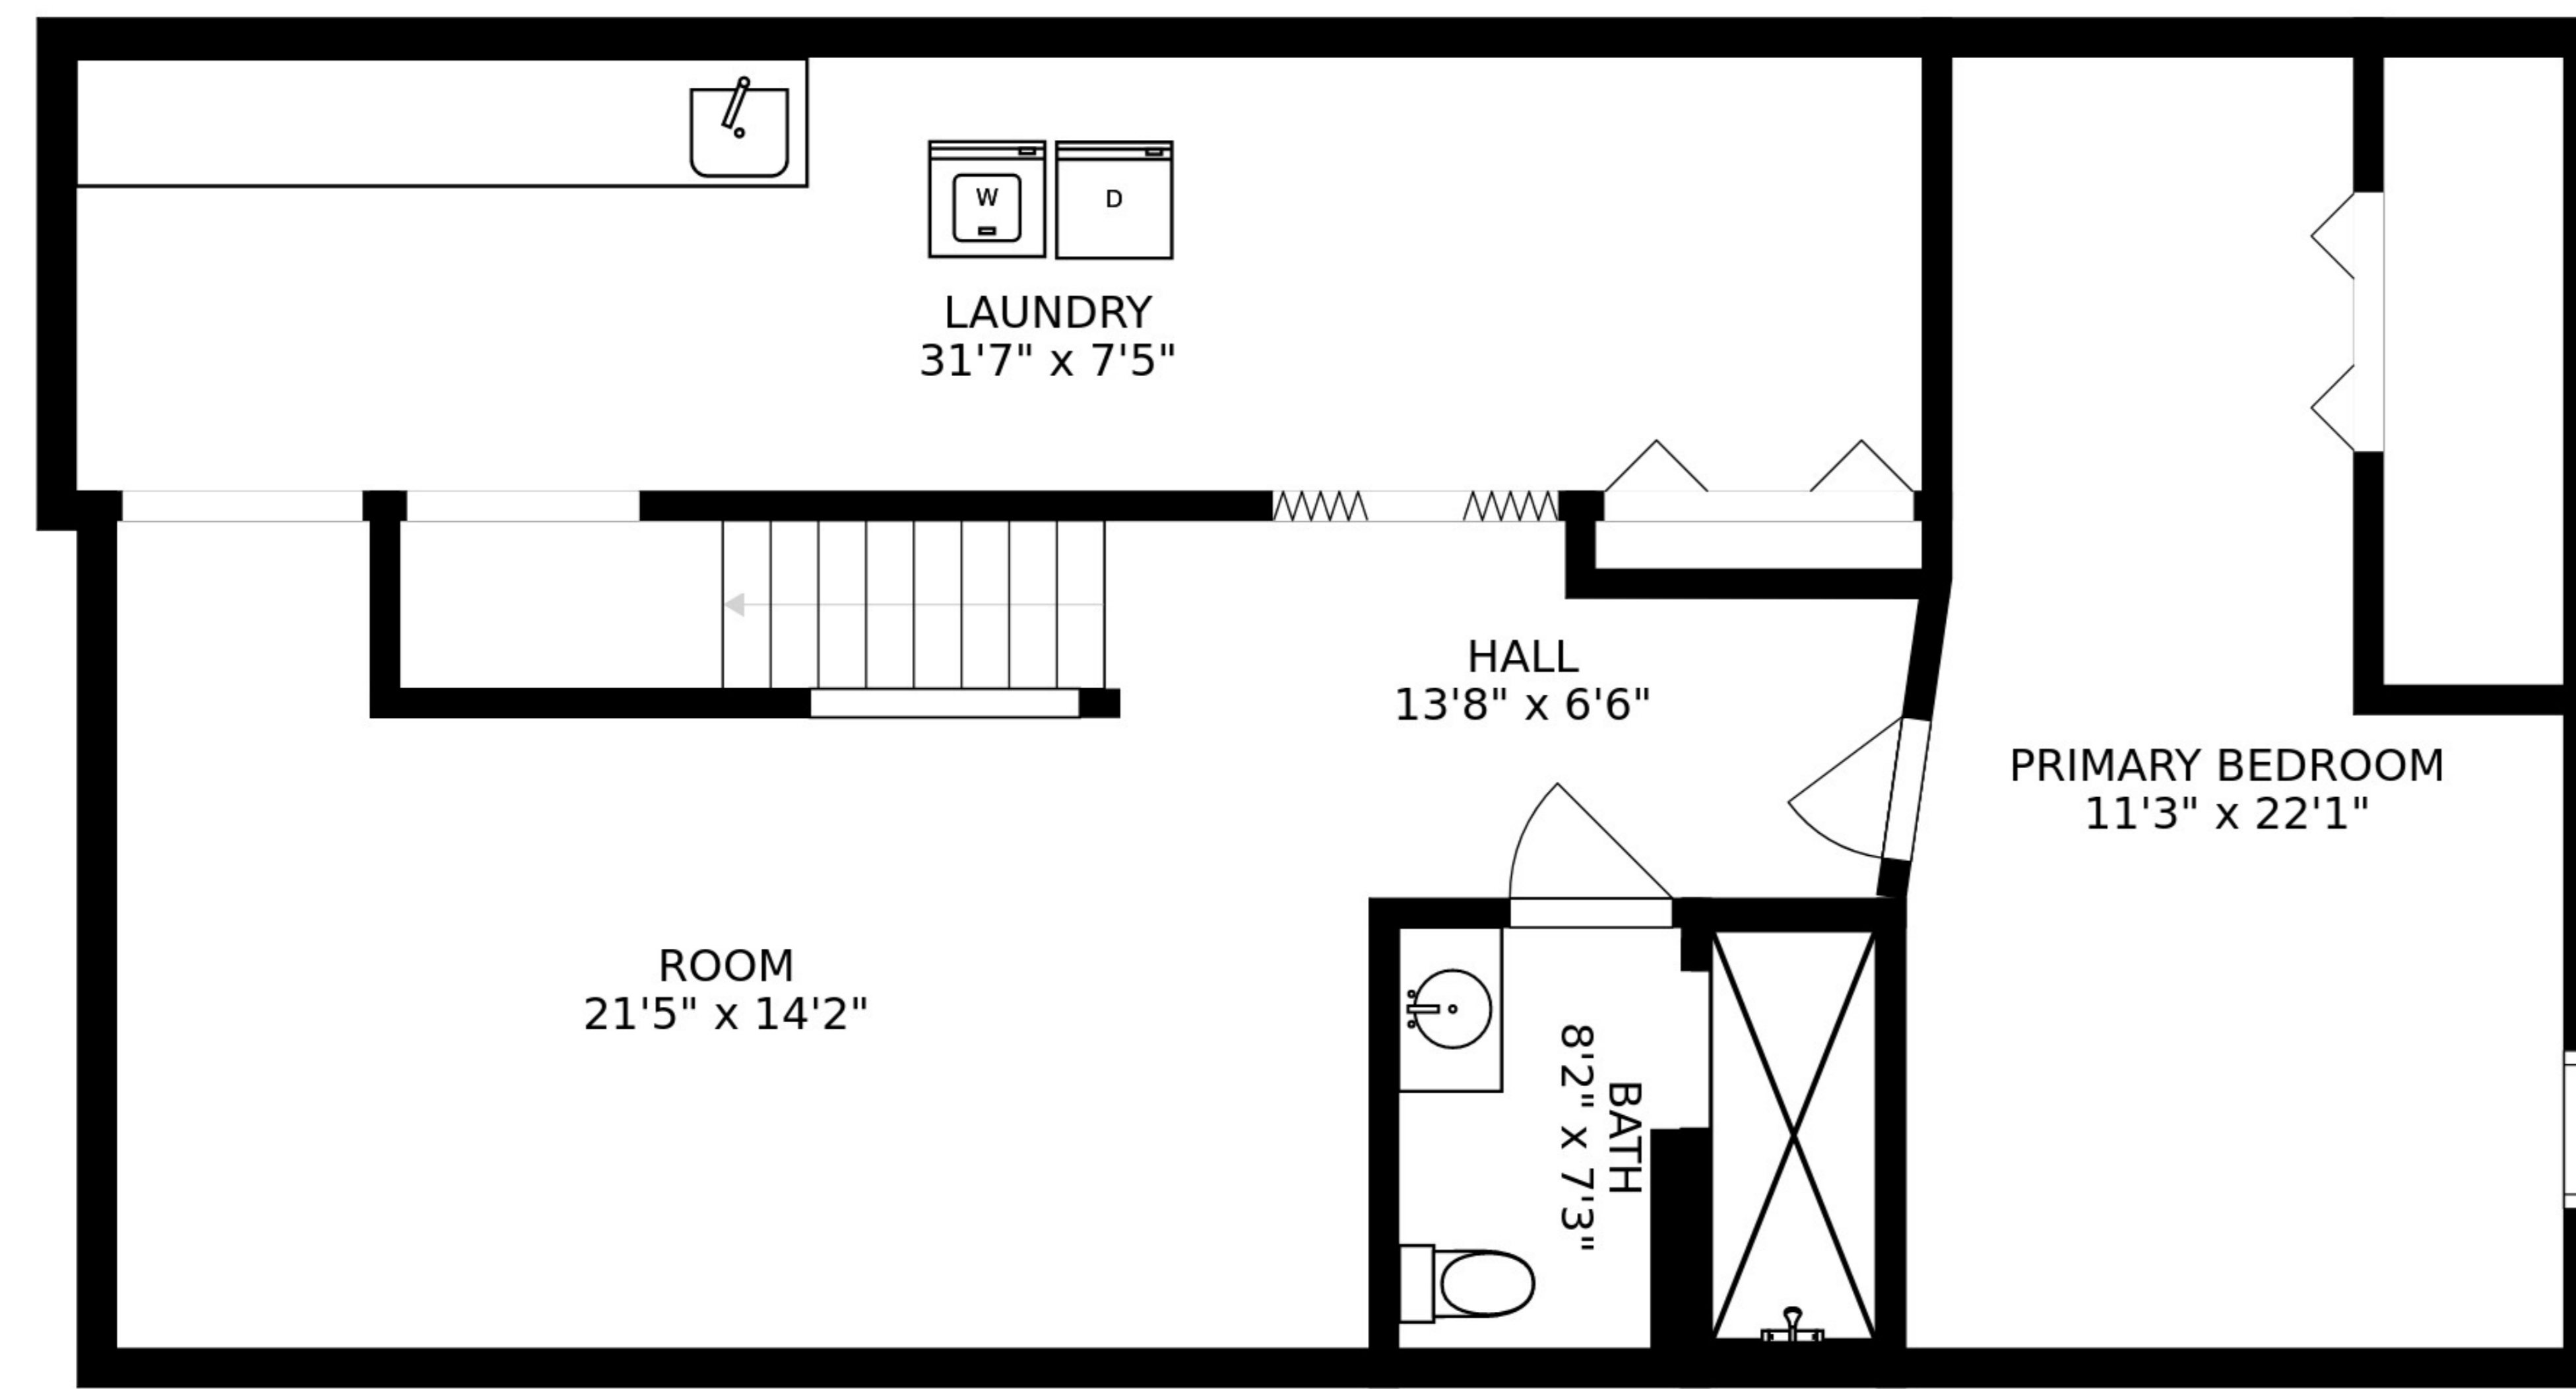 W
D
LAUNDRY
31'7" x 7'5"
HALL
13'8" x 6'6"
PRIMARY BEDROOM
11'3" x 22'1"
ROOM
21'5" x 14'2"
BATH
8'2" x 7'3"